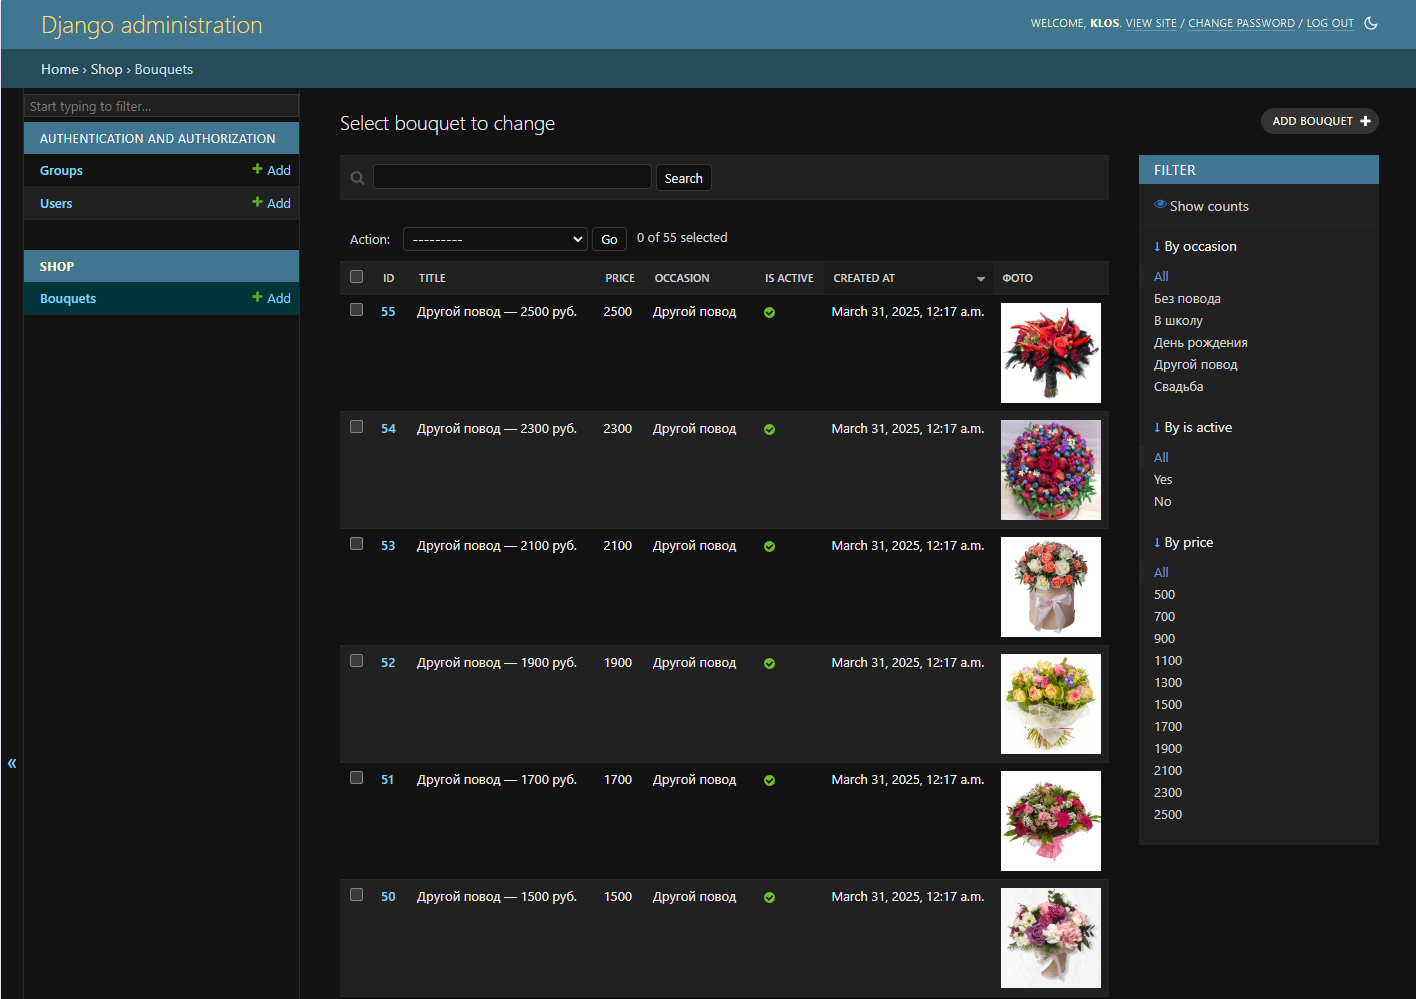 Django administration
WELCOME, KLOS. VIEW SITE / CHANGE PASSWORD / LOG OUT
Home › Shop › Bouquets
Start typing to filter...
AUTHENTICATION AND AUTHORIZATION
Groups Add
Users Add
SHOP
Bouquets Add
«
Select bouquet to change
ADD BOUQUET
Search
Action: --------- Go 0 of 55 selected
ID TITLE PRICE OCCASION IS ACTIVE CREATED AT ФОТО
55 Другой повод — 2500 руб. 2500 Другой повод March 31, 2025, 12:17 a.m.
54 Другой повод — 2300 руб. 2300 Другой повод March 31, 2025, 12:17 a.m.
53 Другой повод — 2100 руб. 2100 Другой повод March 31, 2025, 12:17 a.m.
52 Другой повод — 1900 руб. 1900 Другой повод March 31, 2025, 12:17 a.m.
51 Другой повод — 1700 руб. 1700 Другой повод March 31, 2025, 12:17 a.m.
50 Другой повод — 1500 руб. 1500 Другой повод March 31, 2025, 12:17 a.m.
FILTER
Show counts
↓ By occasion
All
Без повода
В школу
День рождения
Другой повод
Свадьба
↓ By is active
All
Yes
No
↓ By price
All
500
700
900
1100
1300
1500
1700
1900
2100
2300
2500